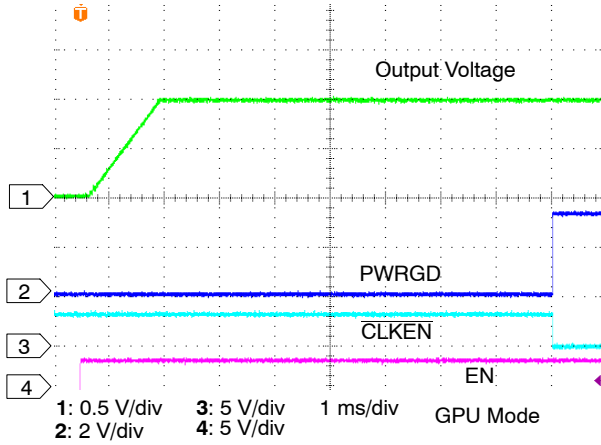 T
Output Voltage
1
PWRGD
2
CLKEN
3
EN
4
1: 0.5 V/div 3: 5 V/div 1 ms/div
2: 2 V/div 4: 5 V/div GPU Mode